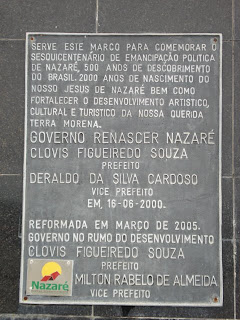 SERVE ESTE MARCO PARA COMEMORAR O
SESQUICENTENÁRIO DE EMANCIPAÇÃO POLITICA
DE NAZARÉ, 500 ANOS DE DESCOBRIMENTO
DO BRASIL. 2000 ANOS DE NASCIMENTO DO
NOSSO JESUS DE NAZARÉ BEM COMO
FORTALECER O DESENVOLVIMENTO ARTISTICO,
CULTURAL E TURISTICO DA NOSSA QUERIDA
TERRA MORENA.
GOVERNO RENASCER NAZARÉ
CLOVIS FIGUEIREDO SOUZA
PREFEITO
DERALDO DA SILVA CARDOSO
VICE PREFEITO
EM, 16-06-2000.
REFORMADA EM MARÇO DE 2005.
GOVERNO NO RUMO DO DESENVOLVIMENTO
CLOVIS FIGUEIREDO SOUZA
PREFEITO
MILTON RABELO DE ALMEIDA
VICE PREFEITO
Nazaré